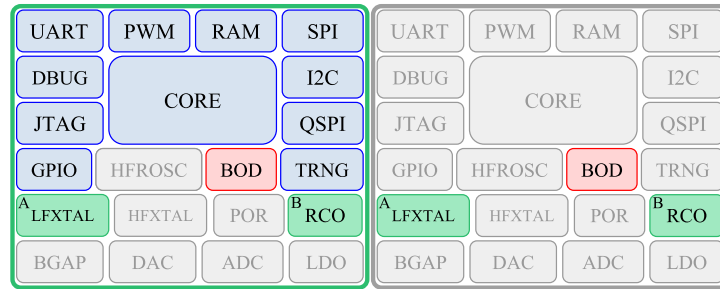 UART PWM RAM SPI UART PWM RAM SPI
DBUG CORE I2C DBUG CORE I2C
JTAG QSPI JTAG QSPI
GPIO HFROSC BOD TRNG GPIO HFROSC BOD TRNG
A LFXTAL HFXTAL POR B RCO A LFXTAL HFXTAL POR B RCO
BGAP DAC ADC LDO BGAP DAC ADC LDO